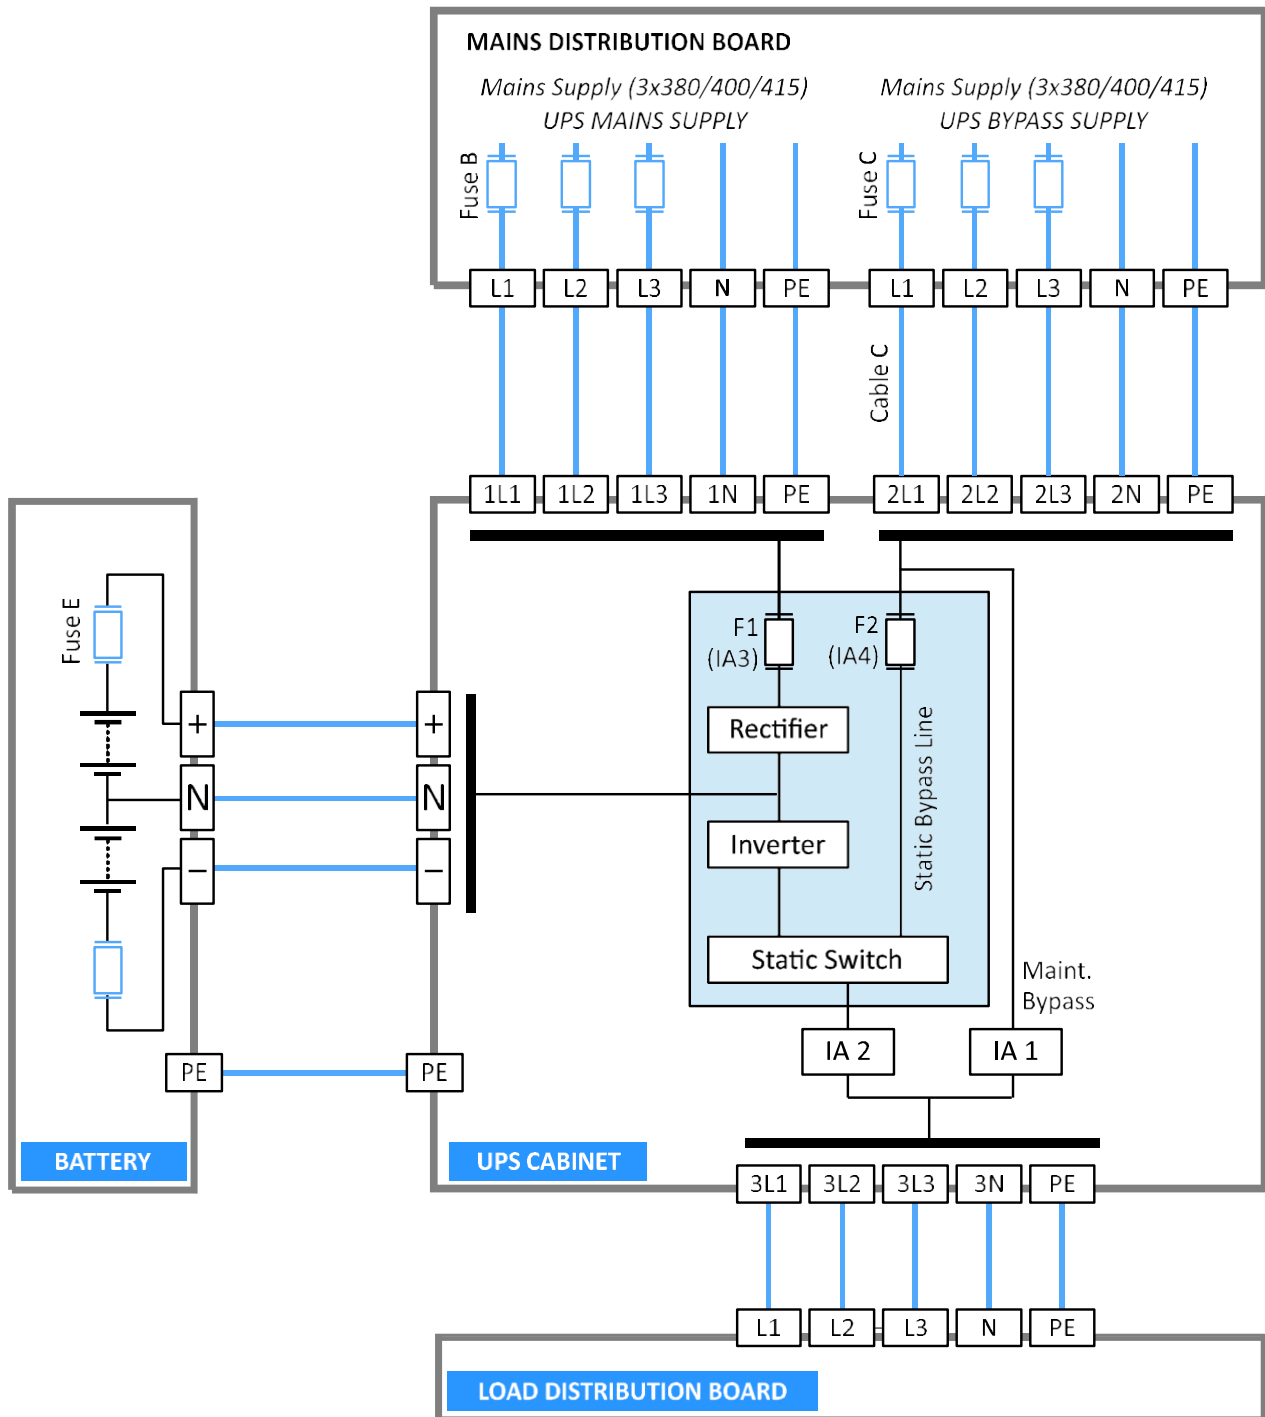 MAINS DISTRIBUTION BOARD
Mains Supply (3x380/400/415)
UPS MAINS SUPPLY
Mains Supply (3x380/400/415)
UPS BYPASS SUPPLY
Fuse B
Fuse C
L1 L2 L3 N PE
L1 L2 L3 N PE
Cable C
1L1 1L2 1L3 1N PE
2L1 2L2 2L3 2N PE
Fuse E
F1
(IA3)
F2
(IA4)
+
N
−
+
N
−
Rectifier
Inverter
Static Bypass Line
Static Switch
Maint.
Bypass
IA 2
IA 1
PE
PE
BATTERY
UPS CABINET
3L1 3L2 3L3 3N PE
L1 L2 L3 N PE
LOAD DISTRIBUTION BOARD